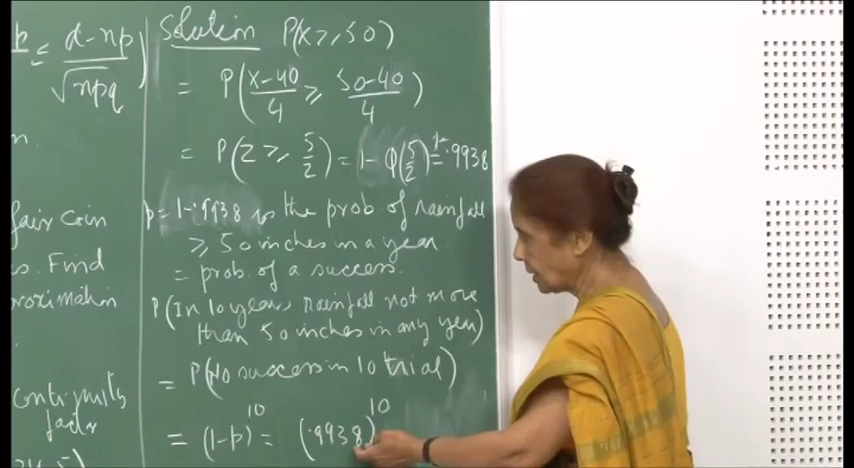 p ≤ (d-np)/√npq)
n.
fair coin
s. Find
roximation
Continuity
factor
Solution P(X ≥ 50)
= P((X-40)/4 ≥ (50-40)/4)
= P(Z ≥ 5/2) = 1 - Φ(5/2) = 1-.9938
p = 1-.9938 is the prob of rainfall
≥ 50 inches in a year
= prob. of a success.
P(In 10 years, rainfall not more
than 50 inches in any year)
= P(No success in 10 trial)
= (1-p)^10 = (.9938)^10